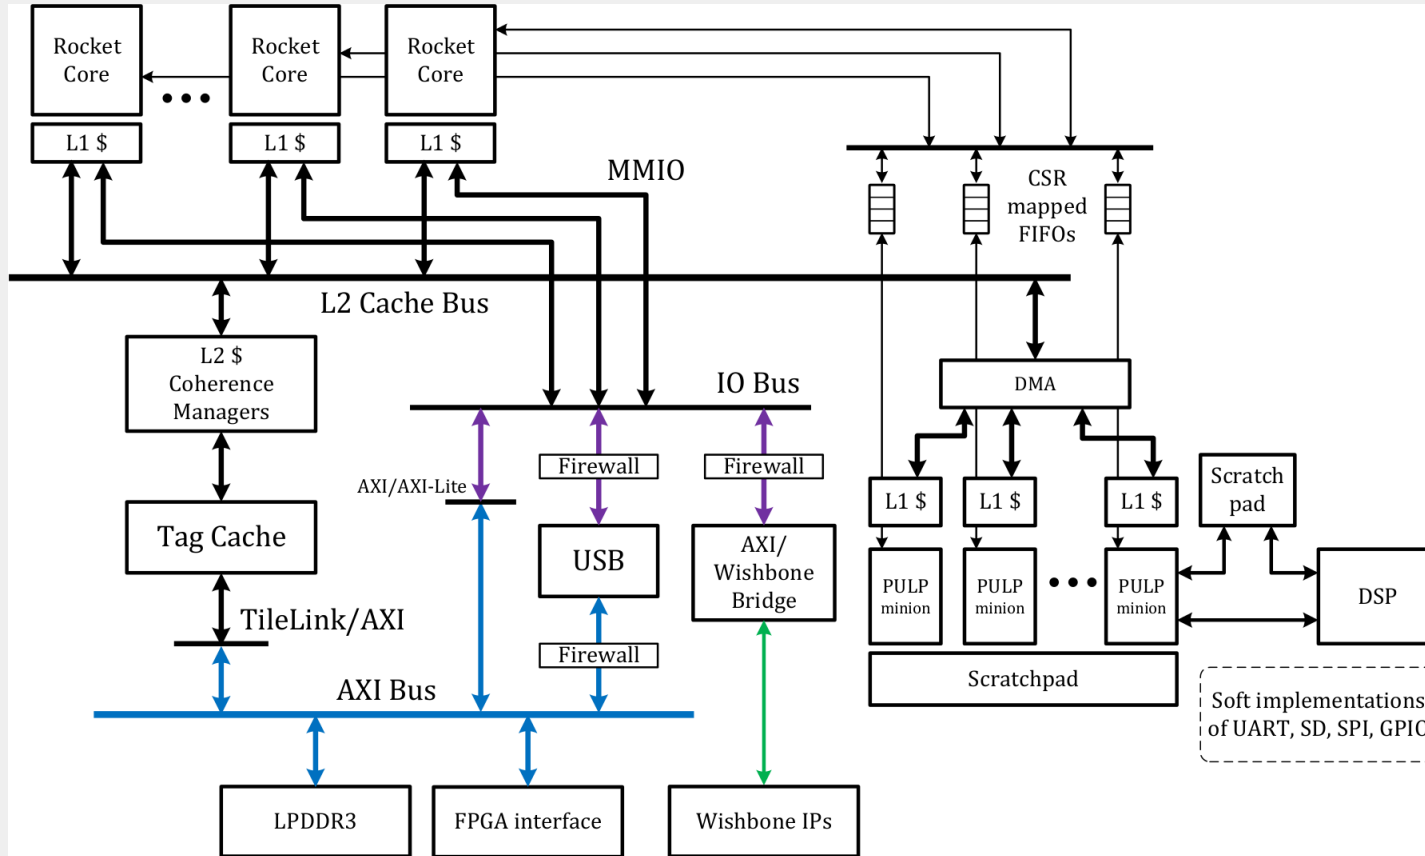 Rocket
Core
Rocket
Core
Rocket
Core
L1 $
L1 $
L1 $
MMIO
CSR
mapped
FIFOs
L2 Cache Bus
L2 $
Coherence
Managers
IO Bus
DMA
Firewall
Firewall
AXI/AXI-Lite
L1 $
L1 $
L1 $
Scratch
pad
Tag Cache
USB
AXI/
Wishbone
Bridge
PULP
minion
PULP
minion
PULP
minion
DSP
TileLink/AXI
Firewall
Scratchpad
AXI Bus
Soft implementations
of UART, SD, SPI, GPIO
LPDDR3
FPGA interface
Wishbone IPs